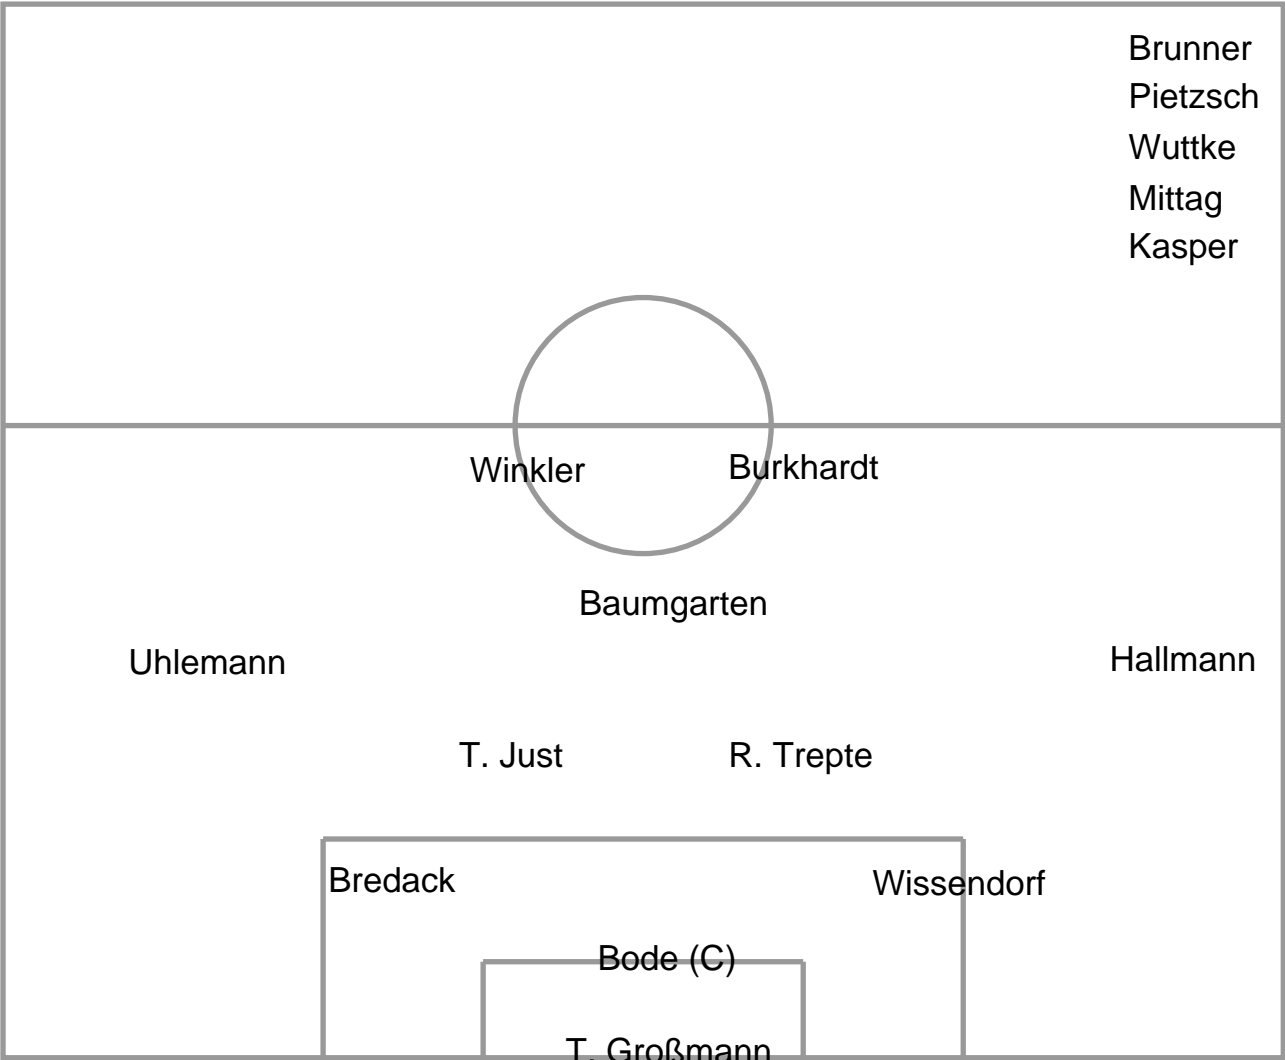 Brunner
Pietzsch
Wuttke
Mittag
Kasper
Winkler
Burkhardt
Baumgarten
Uhlemann
Hallmann
T. Just
R. Trepte
Bredack
Wissendorf
Bode (C)
T. Großmann